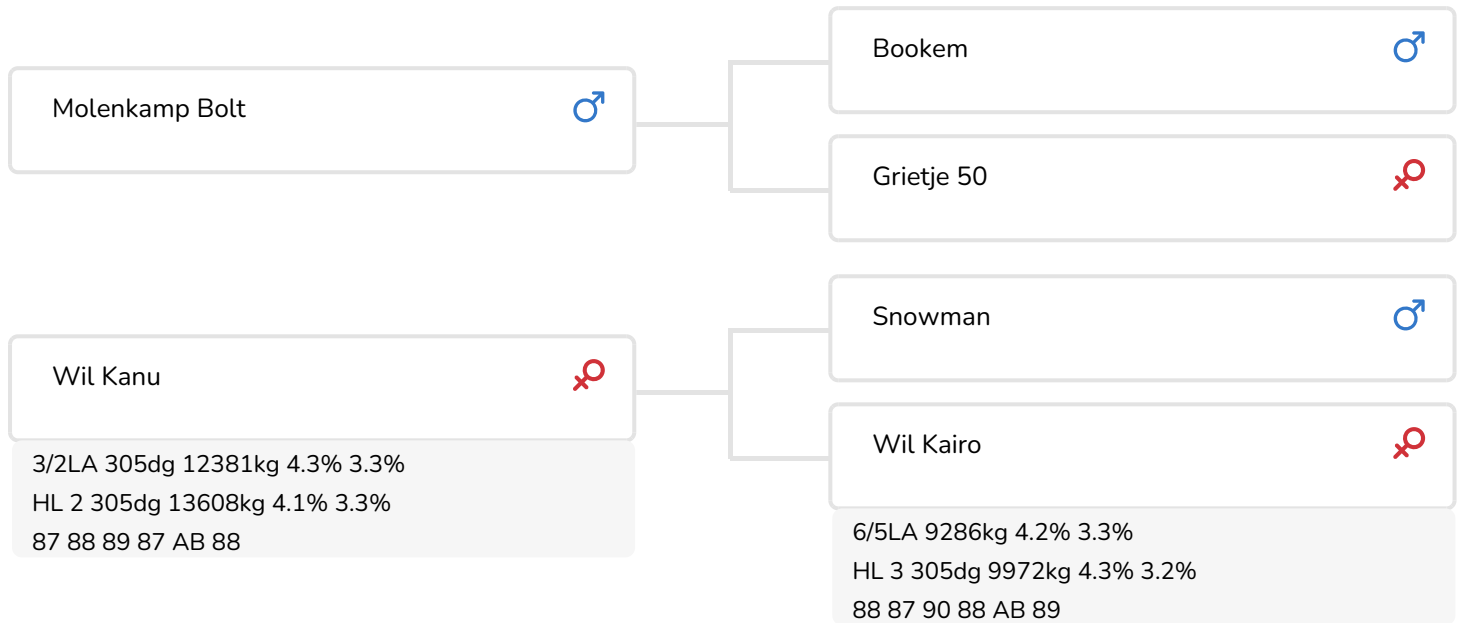 Molenkamp Bolt
Bookem
Grietje 50
Wil Kanu
3/2LA 305dg 12381kg 4.3% 3.3%
HL 2 305dg 13608kg 4.1% 3.3%
87 88 89 87 AB 88
Snowman
Wil Kairo
6/5LA 9286kg 4.2% 3.3%
HL 3 305dg 9972kg 4.3% 3.2%
88 87 90 88 AB 89